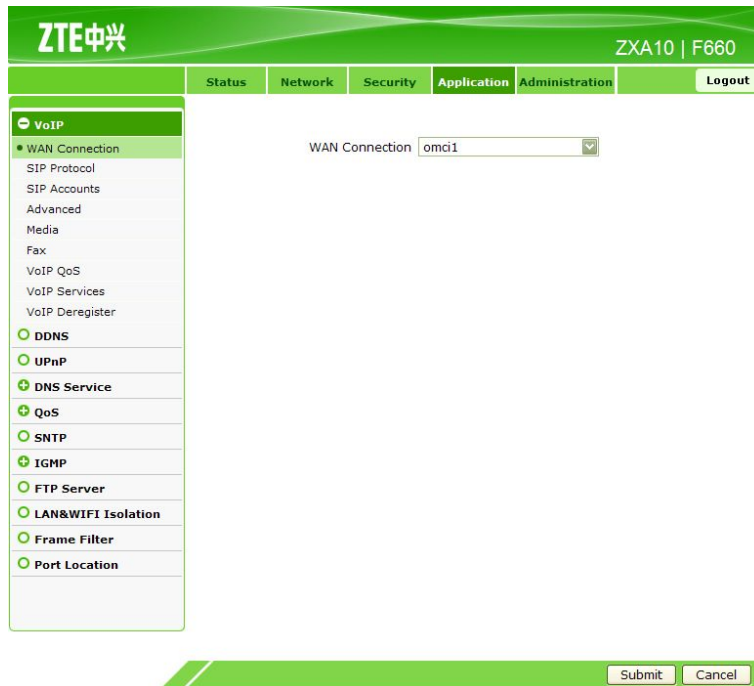 ZTE中兴
ZXA10 | F660
Status Network Security Application Administration Logout
VoIP
WAN Connection
SIP Protocol
SIP Accounts
Advanced
Media
Fax
VoIP QoS
VoIP Services
VoIP Deregister
DDNS
UPnP
DNS Service
QoS
SNTP
IGMP
FTP Server
LAN&WIFI Isolation
Frame Filter
Port Location
WAN Connection omci1
Submit Cancel